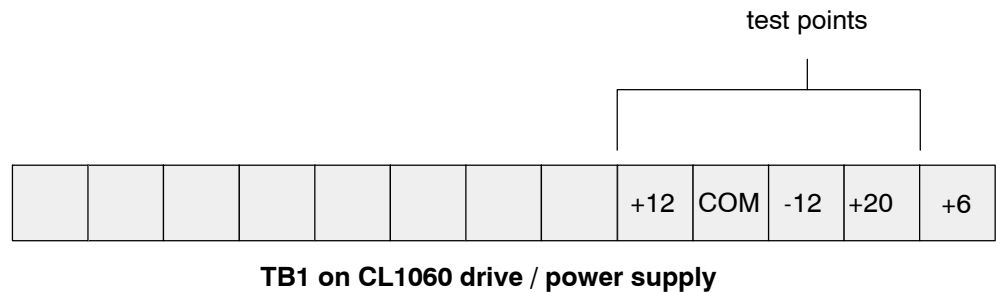 test points
+12 COM -12 +20 +6
TB1 on CL1060 drive / power supply